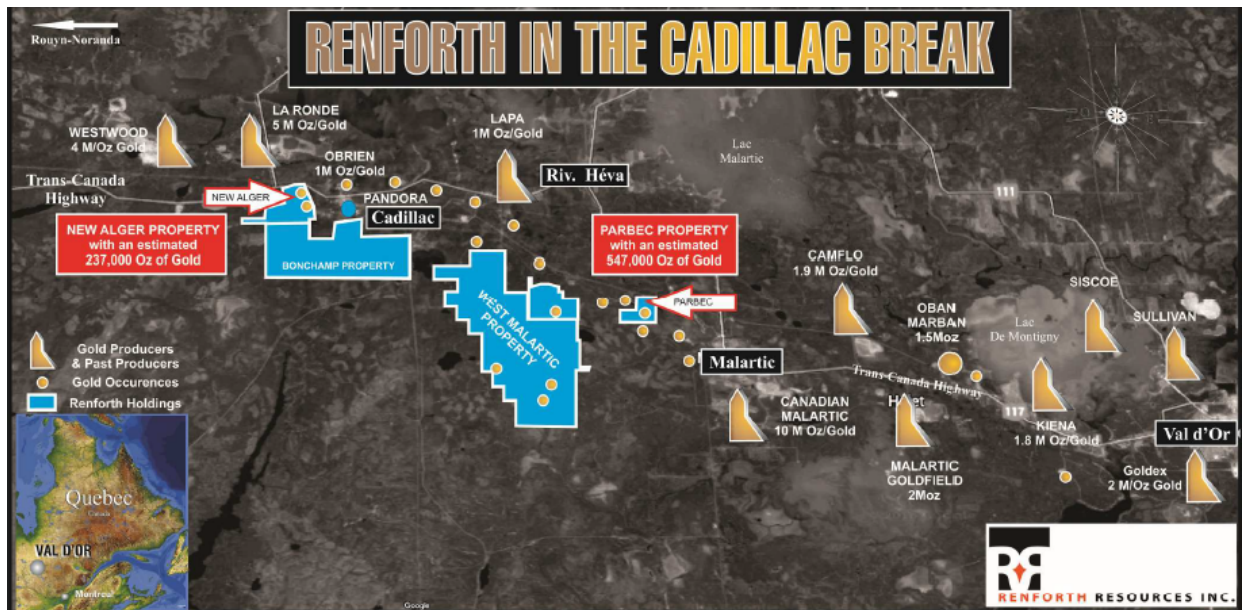 RENFORTH IN THE CADILLAC BREAK
Rouyn-Noranda
WESTWOOD
4 M/Oz Gold
LA RONDE
5 M Oz/Gold
OBRIEN
1M Oz/Gold
LAPA
1M Oz/Gold
Riv. Héva
Lac
Malartic
111
Trans-Canada
Highway
NEW ALGER
PANDORA
Cadillac
NEW ALGER PROPERTY
with an estimated
237,000 Oz of Gold
BONCHAMP PROPERTY
PARBEC PROPERTY
with an estimated
547,000 Oz of Gold
PARBEC
WEST MALARTIC
PROPERTY
CAMFLO
1.9 M Oz/Gold
OBAN
MARBAN
1.5Moz
Lac
De Montigny
SISCOE
SULLIVAN
Malartic
Trans-Canada Highway
117
CANADIAN
MALARTIC
10 M Oz/Gold
MALARTIC
GOLDFIELD
2Moz
KIENA
1.8 M Oz/Gold
Val d'Or
Goldex
2 M/Oz Gold
Gold Producers
& Past Producers
Gold Occurences
Renforth Holdings
Quebec
Canada
VAL D'OR
Montreal
Google
RENFORTH RESOURCES INC.